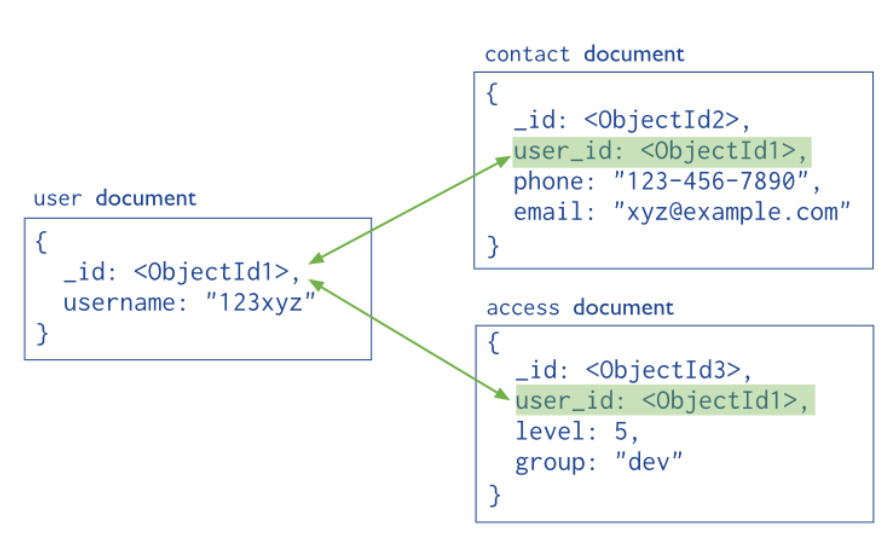 user document
{
_id: <ObjectId1>,
username: "123xyz"
}
contact document
{
_id: <ObjectId2>,
user_id: <ObjectId1>,
phone: "123-456-7890",
email: "xyz@example.com"
}
access document
{
_id: <ObjectId3>,
user_id: <ObjectId1>,
level: 5,
group: "dev"
}